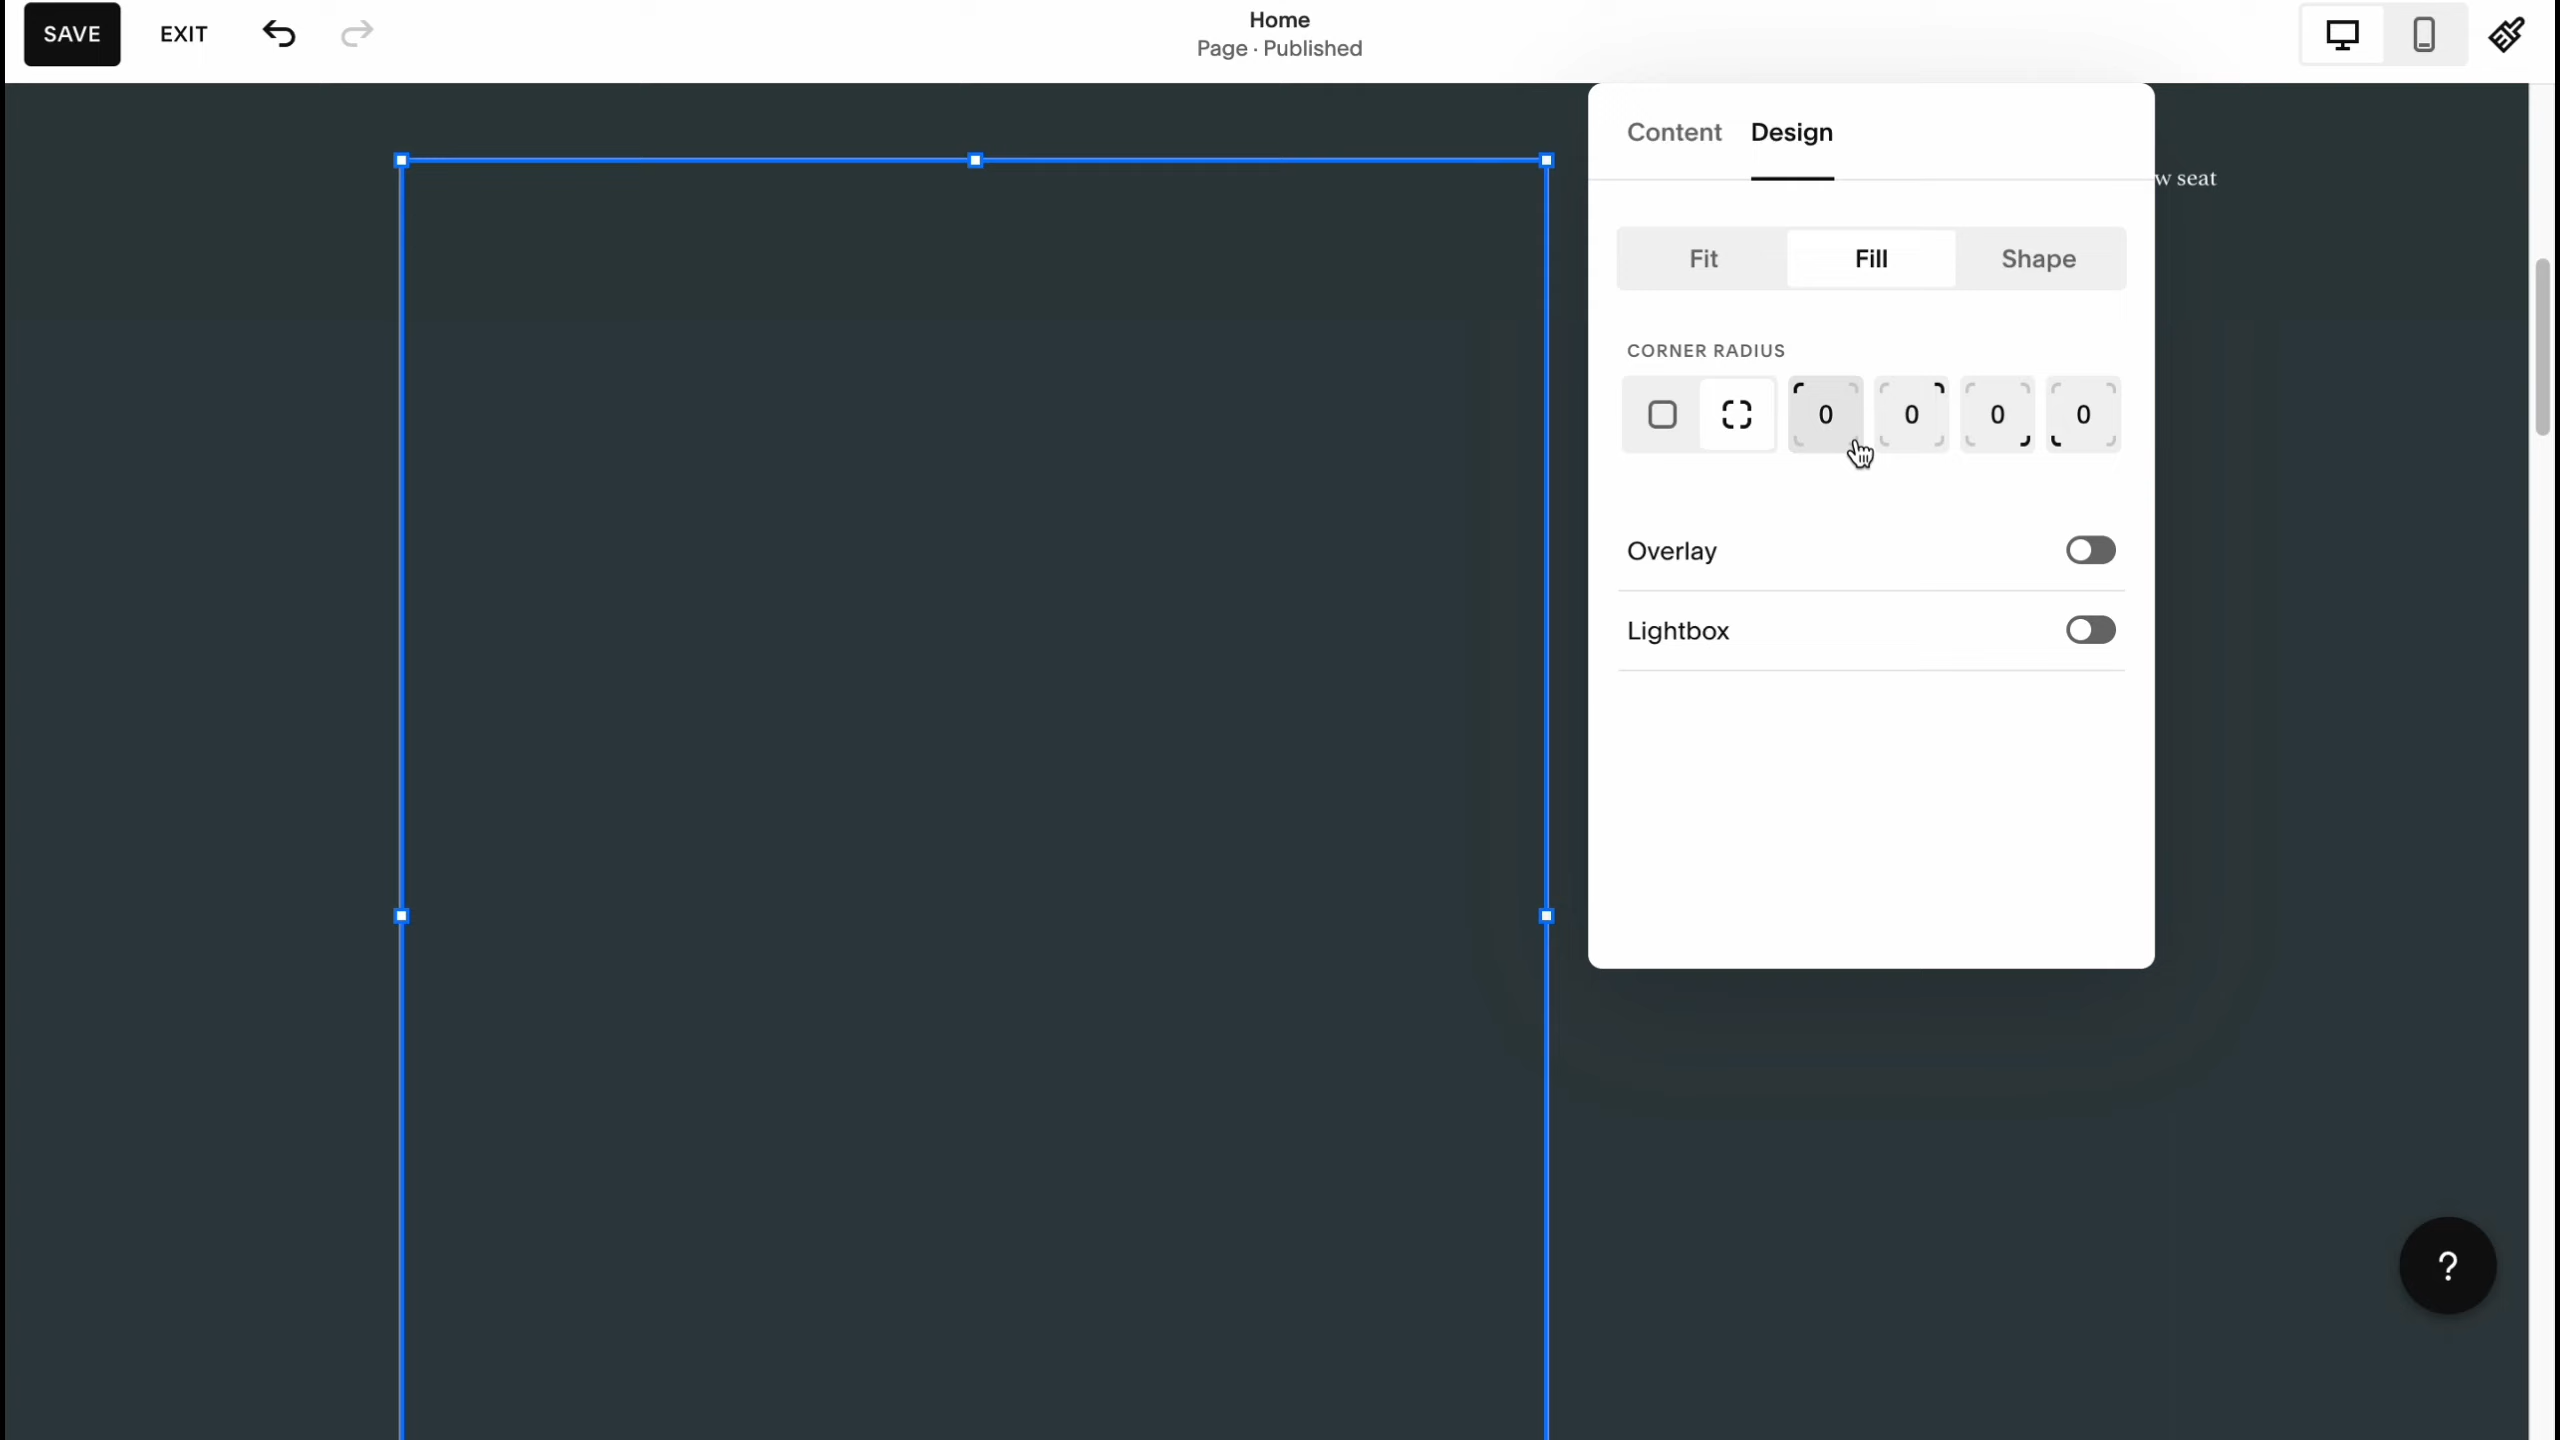 SAVE EXIT
Home
Page · Published
Content Design
w seat
Fit Fill Shape
CORNER RADIUS
0 0 0 0
Overlay
Lightbox
?